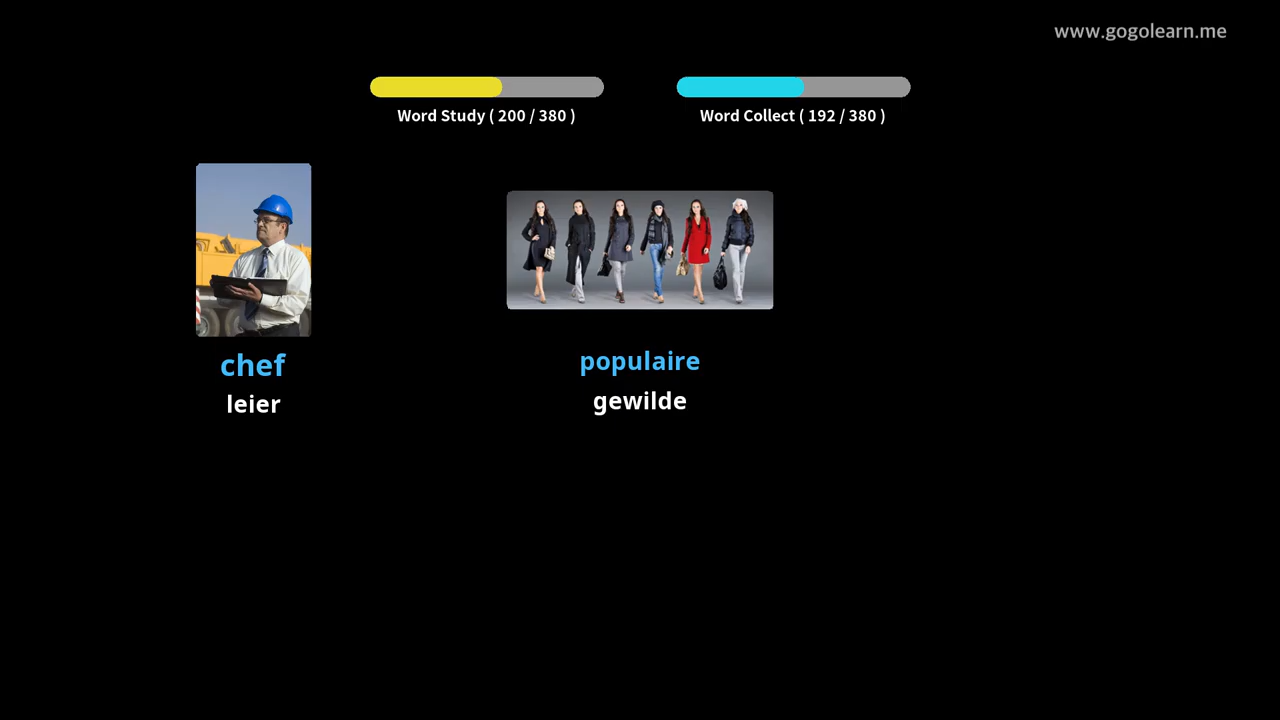 www.gogolearn.me
Word Study ( 200 / 380 )
Word Collect ( 192 / 380 )
chef
leier
populaire
gewilde